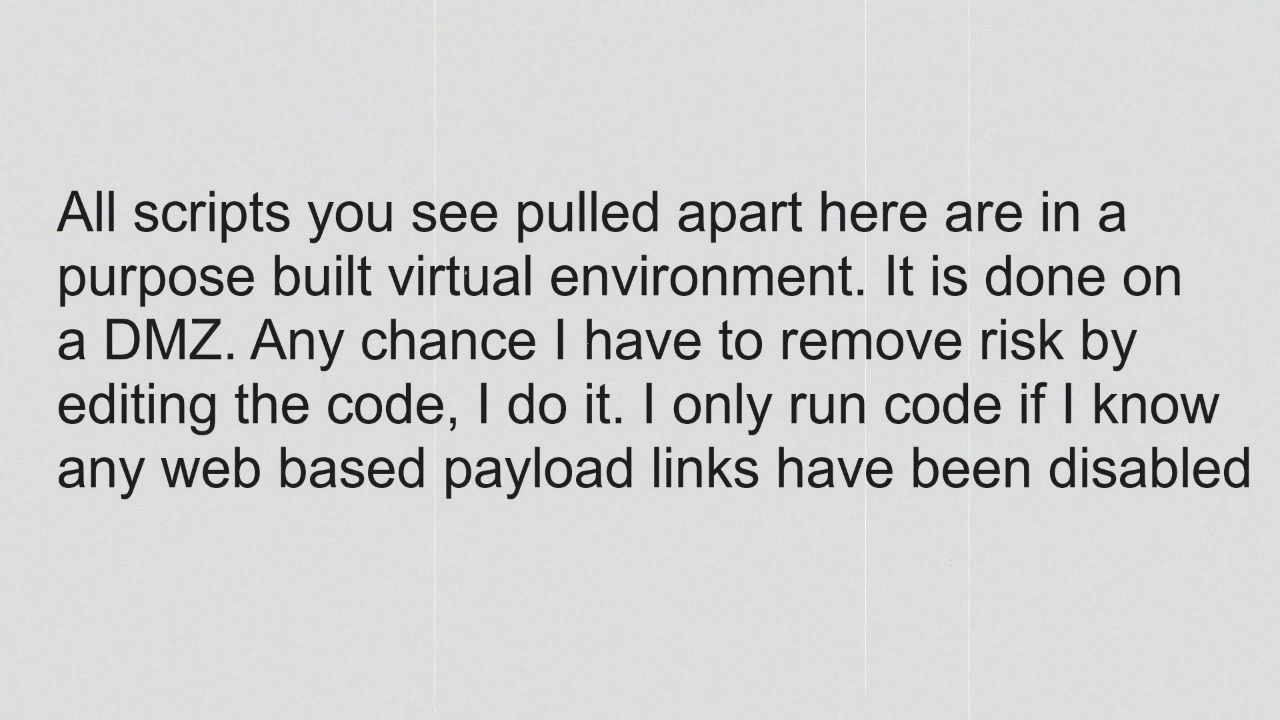 All scripts you see pulled apart here are in a
purpose built virtual environment. It is done on
a DMZ. Any chance I have to remove risk by
editing the code, I do it. I only run code if I know
any web based payload links have been disabled